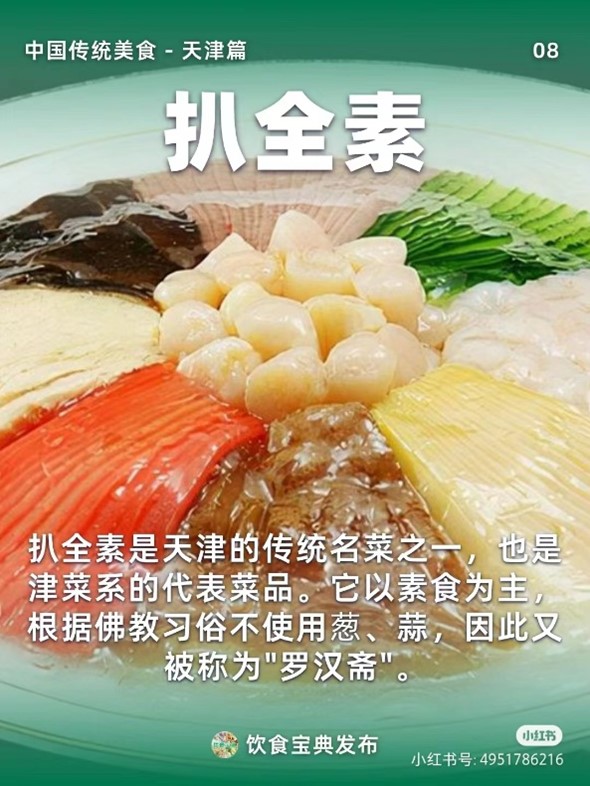 中国传统美食 - 天津篇
08
扒全素
扒全素是天津的传统名菜之一，也是
津菜系的代表菜品。它以素食为主，
根据佛教习俗不使用葱、蒜，因此又
被称为"罗汉斋"。
饮食宝典发布
小红书
小红书号: 4951786216